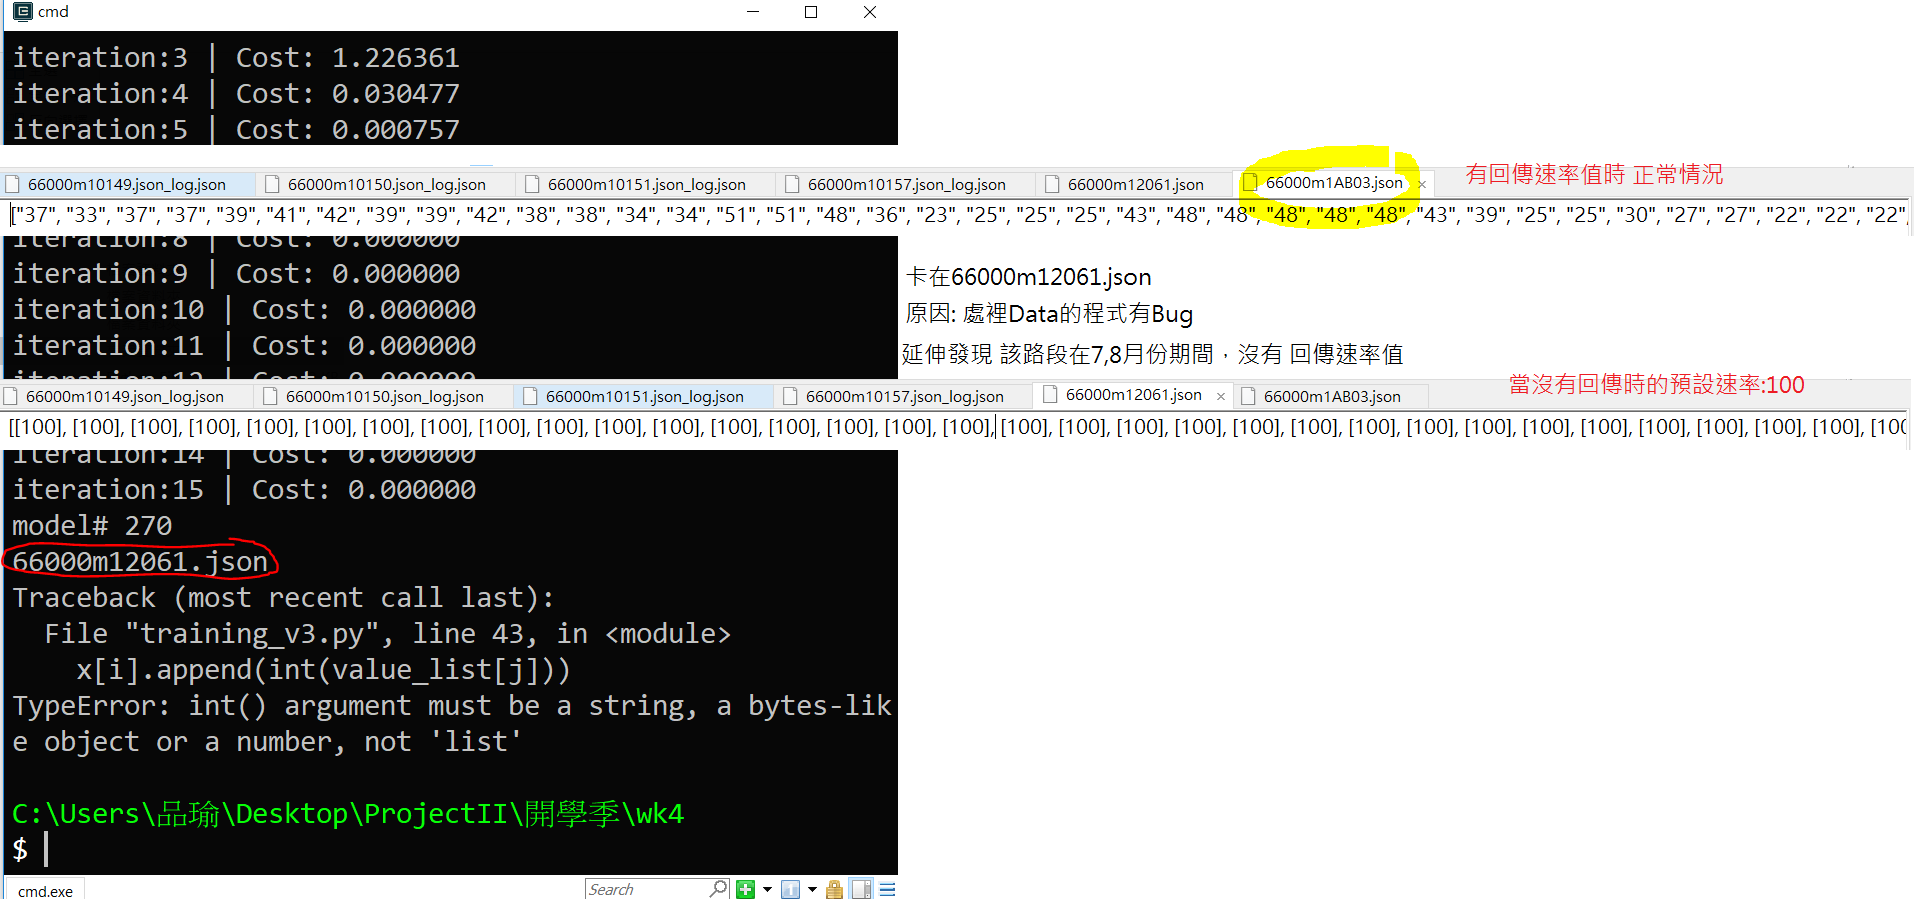 cmd
iteration:3 | Cost: 1.226361
iteration:4 | Cost: 0.030477
iteration:5 | Cost: 0.000757
66000m10149.json_log.json 66000m10150.json_log.json 66000m10151.json_log.json 66000m10157.json_log.json 66000m12061.json 66000m1AB03.json
有回傳速率值時 正常情況
["37", "33", "37", "37", "39", "41", "42", "39", "39", "42", "38", "38", "34", "34", "51", "51", "48", "36", "23", "25", "25", "25", "43", "48", "48", "48", "48", "48", "43", "39", "25", "25", "30", "27", "27", "22", "22", "22",
iteration:8 | Cost: 0.000000
iteration:9 | Cost: 0.000000
iteration:10 | Cost: 0.000000
iteration:11 | Cost: 0.000000
iteration:12 | Cost: 0.000000
卡在66000m12061.json
原因: 處裡Data的程式有Bug
延伸發現 該路段在7,8月份期間，沒有 回傳速率值
當沒有回傳時的預設速率:100
66000m10149.json_log.json 66000m10150.json_log.json 66000m10151.json_log.json 66000m10157.json_log.json 66000m12061.json 66000m1AB03.json
[[100], [100], [100], [100], [100], [100], [100], [100], [100], [100], [100], [100], [100], [100], [100], [100], [100], [100], [100], [100], [100], [100], [100], [100], [100], [100], [100], [100], [100], [100], [100], [100], [100
iteration:14 | Cost: 0.000000
iteration:15 | Cost: 0.000000
model# 270
66000m12061.json
Traceback (most recent call last):
File "training_v3.py", line 43, in <module>
x[i].append(int(value_list[j]))
TypeError: int() argument must be a string, a bytes-lik
e object or a number, not 'list'
C:\Users\品瑜\Desktop\ProjectII\開學季\wk4
$
cmd.exe
Search